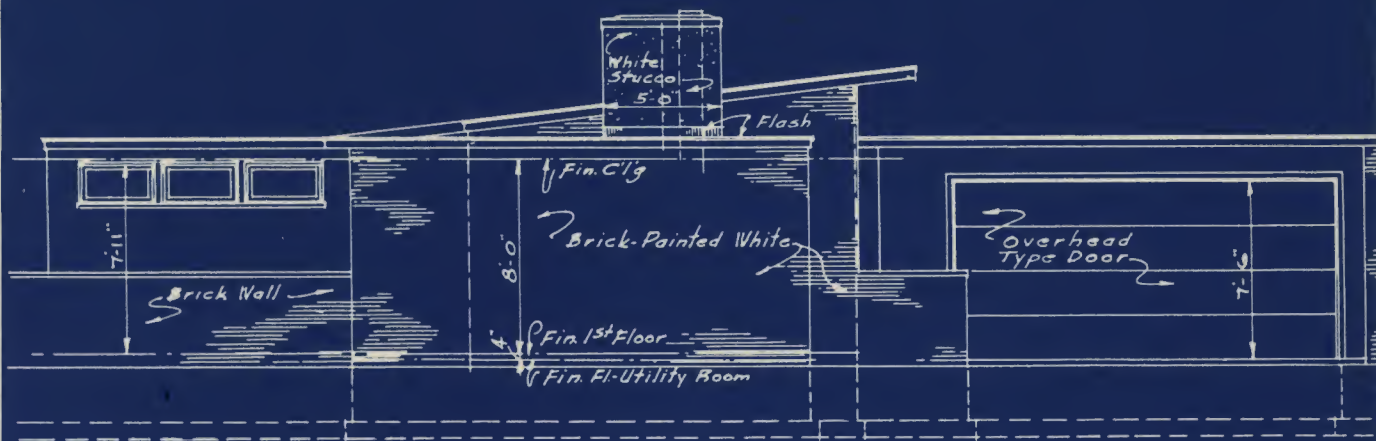 White
Stucco
5'-0"
Flash
Fin. C'l'g
7'-11"
8'-0"
Brick-Painted White
Overhead
Type Door
7'-6"
Brick Wall
4"
Fin. 1st Floor
Fin. Fl.-Utility Room